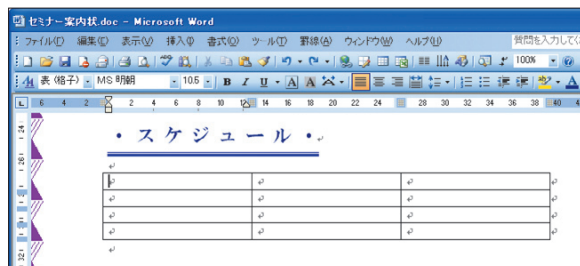 セミナー案内状.doc - Microsoft Word
ファイル(F) 編集(E) 表示(V) 挿入(I) 書式(O) ツール(T) 罫線(A) ウィンドウ(W) ヘルプ(H) 質問を入力してく
100%
表 (格子) MS 明朝 10.5 B I U A A
L 6 4 2 2 4 6 8 10 12 14 16 18 20 22 24 28 30 32 34 36 38 40 4
24
26
32
・スケジュール・